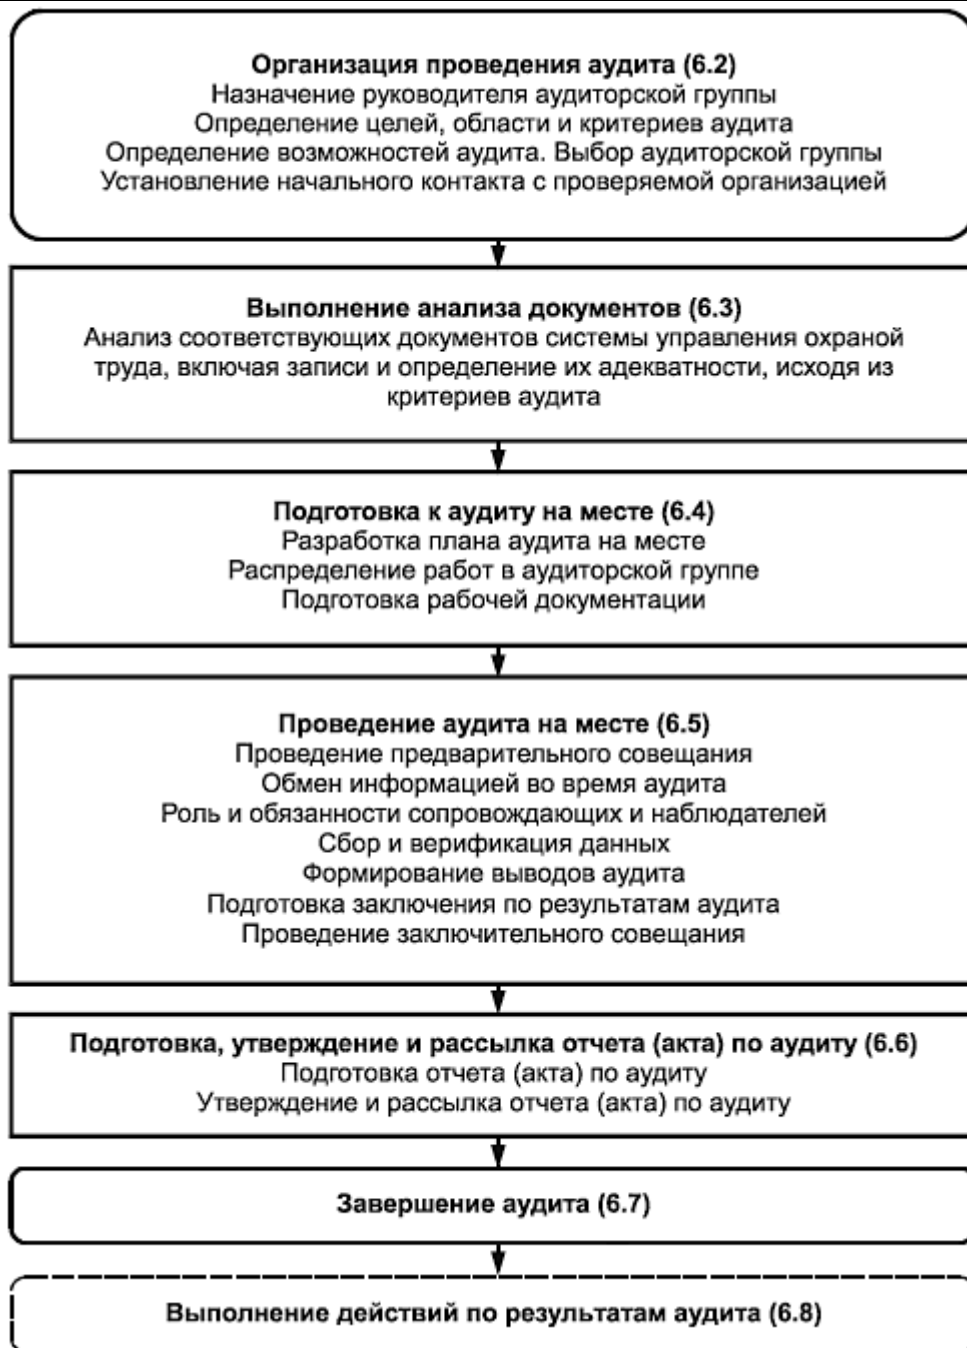 Организация проведения аудита (6.2)
Назначение руководителя аудиторской группы
Определение целей, области и критериев аудита
Определение возможностей аудита. Выбор аудиторской группы
Установление начального контакта с проверяемой организацией
Выполнение анализа документов (6.3)
Анализ соответствующих документов системы управления охраной
труда, включая записи и определение их адекватности, исходя из
критериев аудита
Подготовка к аудиту на месте (6.4)
Разработка плана аудита на месте
Распределение работ в аудиторской группе
Подготовка рабочей документации
Проведение аудита на месте (6.5)
Проведение предварительного совещания
Обмен информацией во время аудита
Роль и обязанности сопровождающих и наблюдателей
Сбор и верификация данных
Формирование выводов аудита
Подготовка заключения по результатам аудита
Проведение заключительного совещания
Подготовка, утверждение и рассылка отчета (акта) по аудиту (6.6)
Подготовка отчета (акта) по аудиту
Утверждение и рассылка отчета (акта) по аудиту
Завершение аудита (6.7)
Выполнение действий по результатам аудита (6.8)